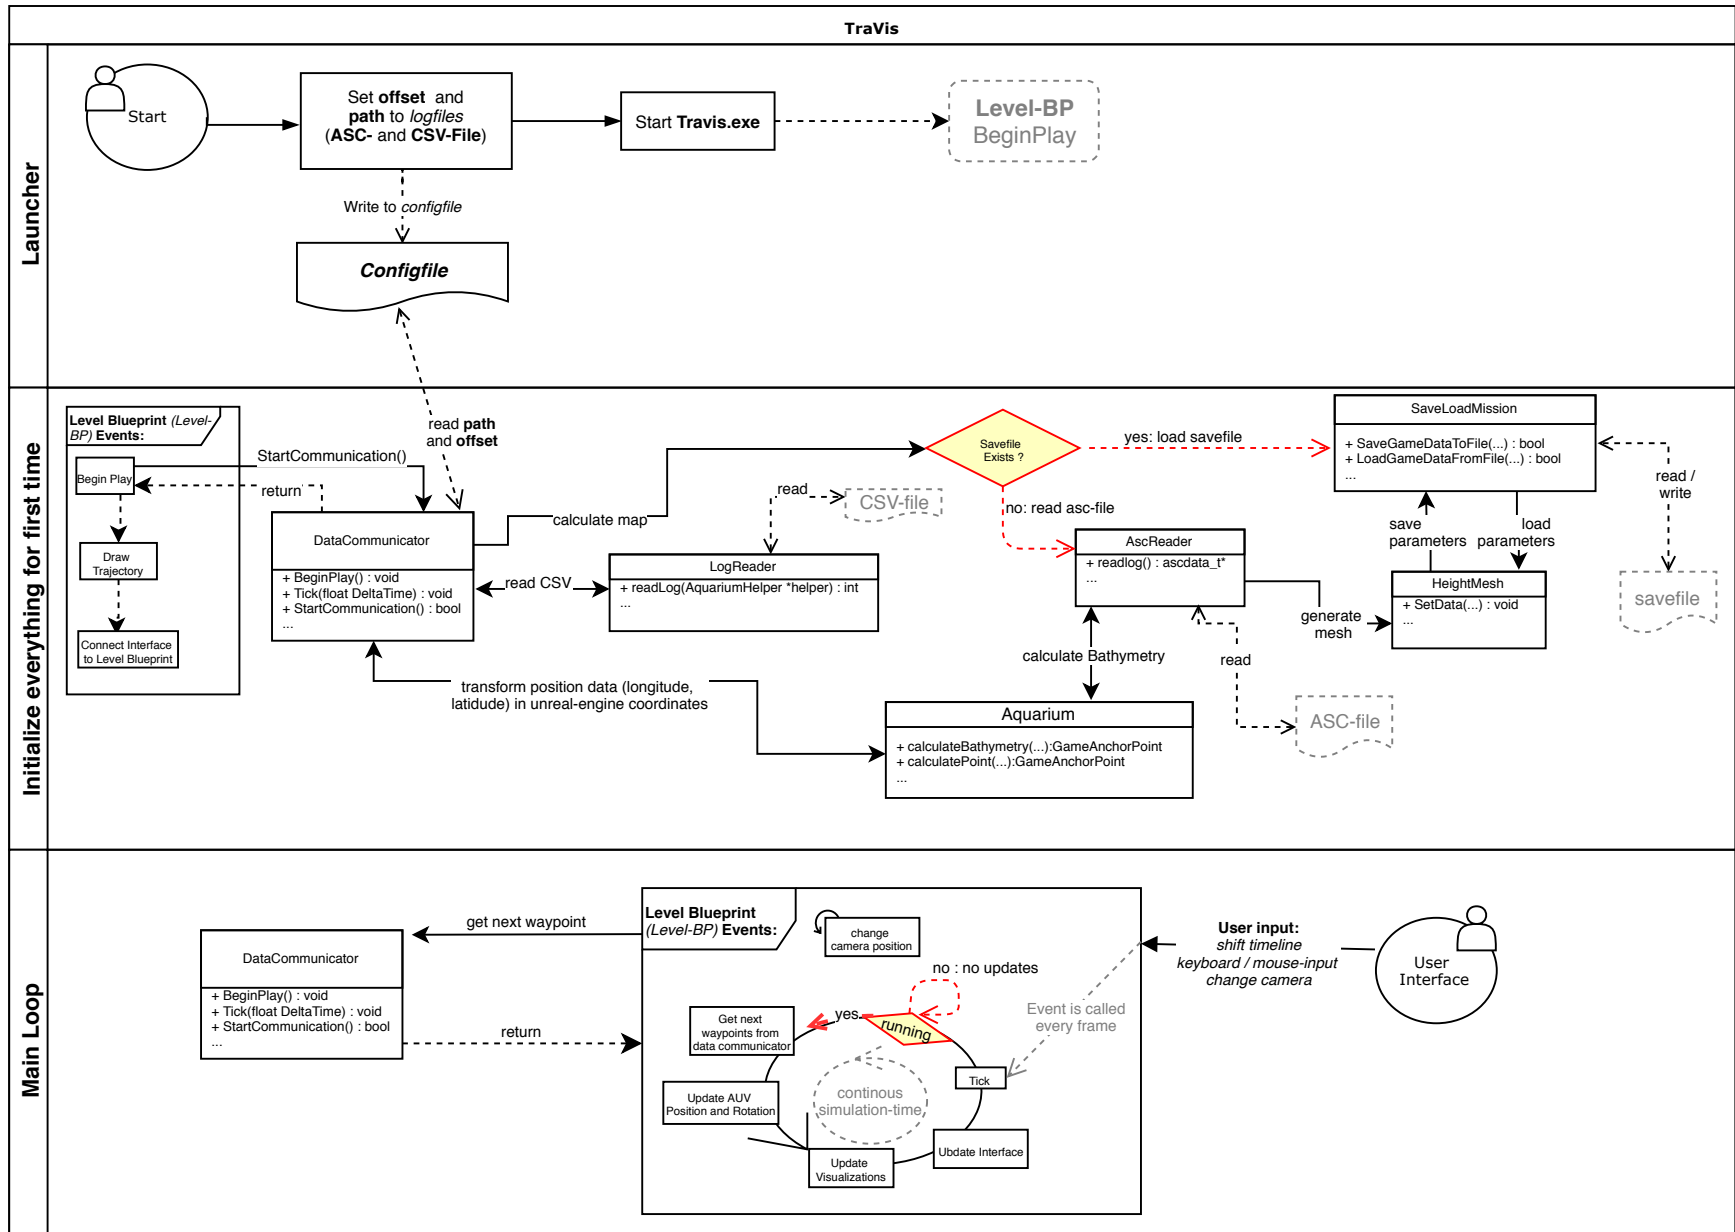 TraVis
Launcher
Start
Set offset and
path to logfiles
(ASC- and CSV-File)
Start Travis.exe
Level-BP
BeginPlay
Write to configfile
Configfile
Initialize everything for first time
read path
and offset
Level Blueprint (Level-
BP) Events:
Begin Play
Draw
Trajectory
Connect Interface
to Level Blueprint
StartCommunication()
return
DataCommunicator
+ BeginPlay() : void
+ Tick(float DeltaTime) : void
+ StartCommunication() : bool
...
calculate map
read CSV
read
CSV-file
LogReader
+ readLog(AquariumHelper *helper) : int
...
Savefile
Exists ?
yes: load savefile
no: read asc-file
SaveLoadMission
+ SaveGameDataToFile(...) : bool
+ LoadGameDataFromFile(...) : bool
...
read /
write
savefile
save
parameters
load
parameters
AscReader
+ readlog() : ascdata_t*
...
generate
mesh
HeightMesh
+ SetData(...) : void
...
calculate Bathymetry
read
ASC-file
transform position data (longitude,
latidude) in unreal-engine coordinates
Aquarium
+ calculateBathymetry(...):GameAnchorPoint
+ calculatePoint(...):GameAnchorPoint
...
Main Loop
get next waypoint
DataCommunicator
+ BeginPlay() : void
+ Tick(float DeltaTime) : void
+ StartCommunication() : bool
...
return
Level Blueprint
(Level-BP) Events:
change
camera position
no : no updates
yes
running
Get next
waypoints from
data communicator
Event is called
every frame
Tick
continous
simulation-time
Update AUV
Position and Rotation
Update
Visualizations
Ubdate Interface
User input:
shift timeline
keyboard / mouse-input
change camera
User
Interface